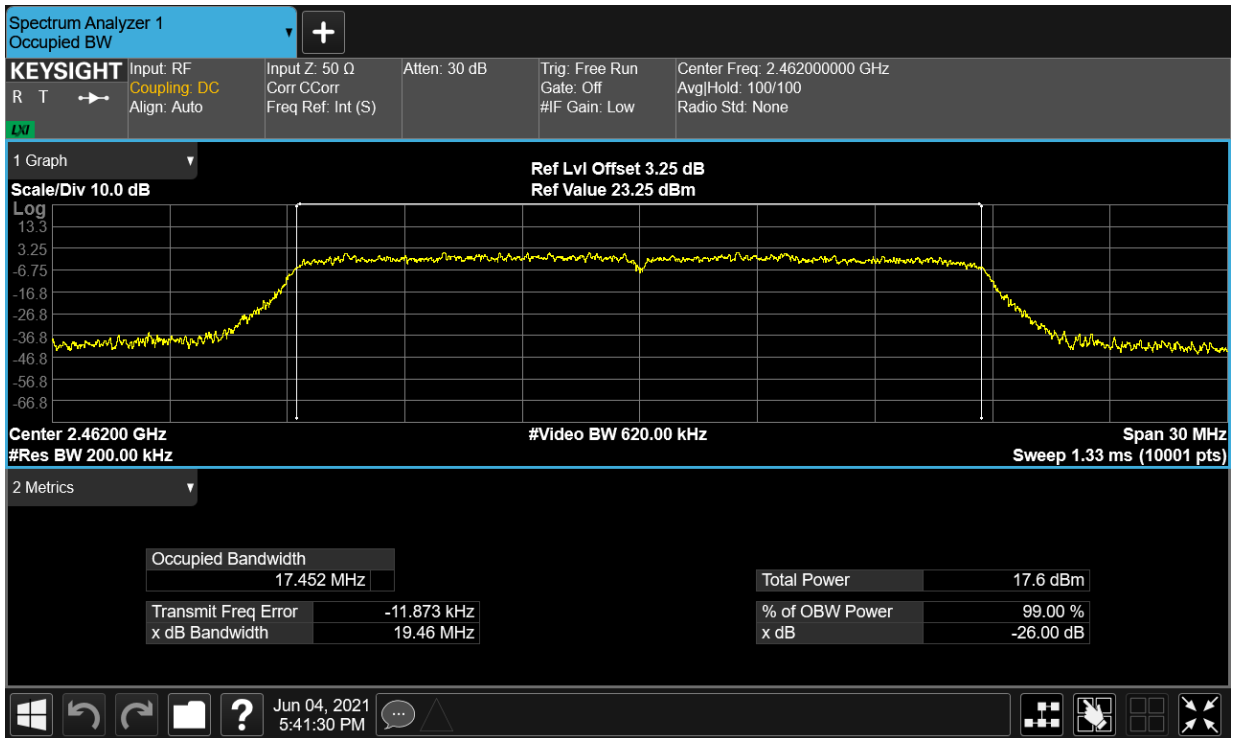 Spectrum Analyzer 1
Occupied BW
+
KEYSIGHT
R T
LXI
Input: RF
Coupling: DC
Align: Auto
Input Z: 50 Ω
Corr CCorr
Freq Ref: Int (S)
Atten: 30 dB
Trig: Free Run
Gate: Off
#IF Gain: Low
Center Freq: 2.462000000 GHz
Avg|Hold: 100/100
Radio Std: None
1 Graph
Scale/Div 10.0 dB
Ref Lvl Offset 3.25 dB
Ref Value 23.25 dBm
Log
13.3
3.25
-6.75
-16.8
-26.8
-36.8
-46.8
-56.8
-66.8
Center 2.46200 GHz
#Video BW 620.00 kHz
Span 30 MHz
#Res BW 200.00 kHz
Sweep 1.33 ms (10001 pts)
2 Metrics
Occupied Bandwidth
17.452 MHz
Total Power 17.6 dBm
Transmit Freq Error -11.873 kHz
% of OBW Power 99.00 %
x dB Bandwidth 19.46 MHz
x dB -26.00 dB
?
Jun 04, 2021
5:41:30 PM